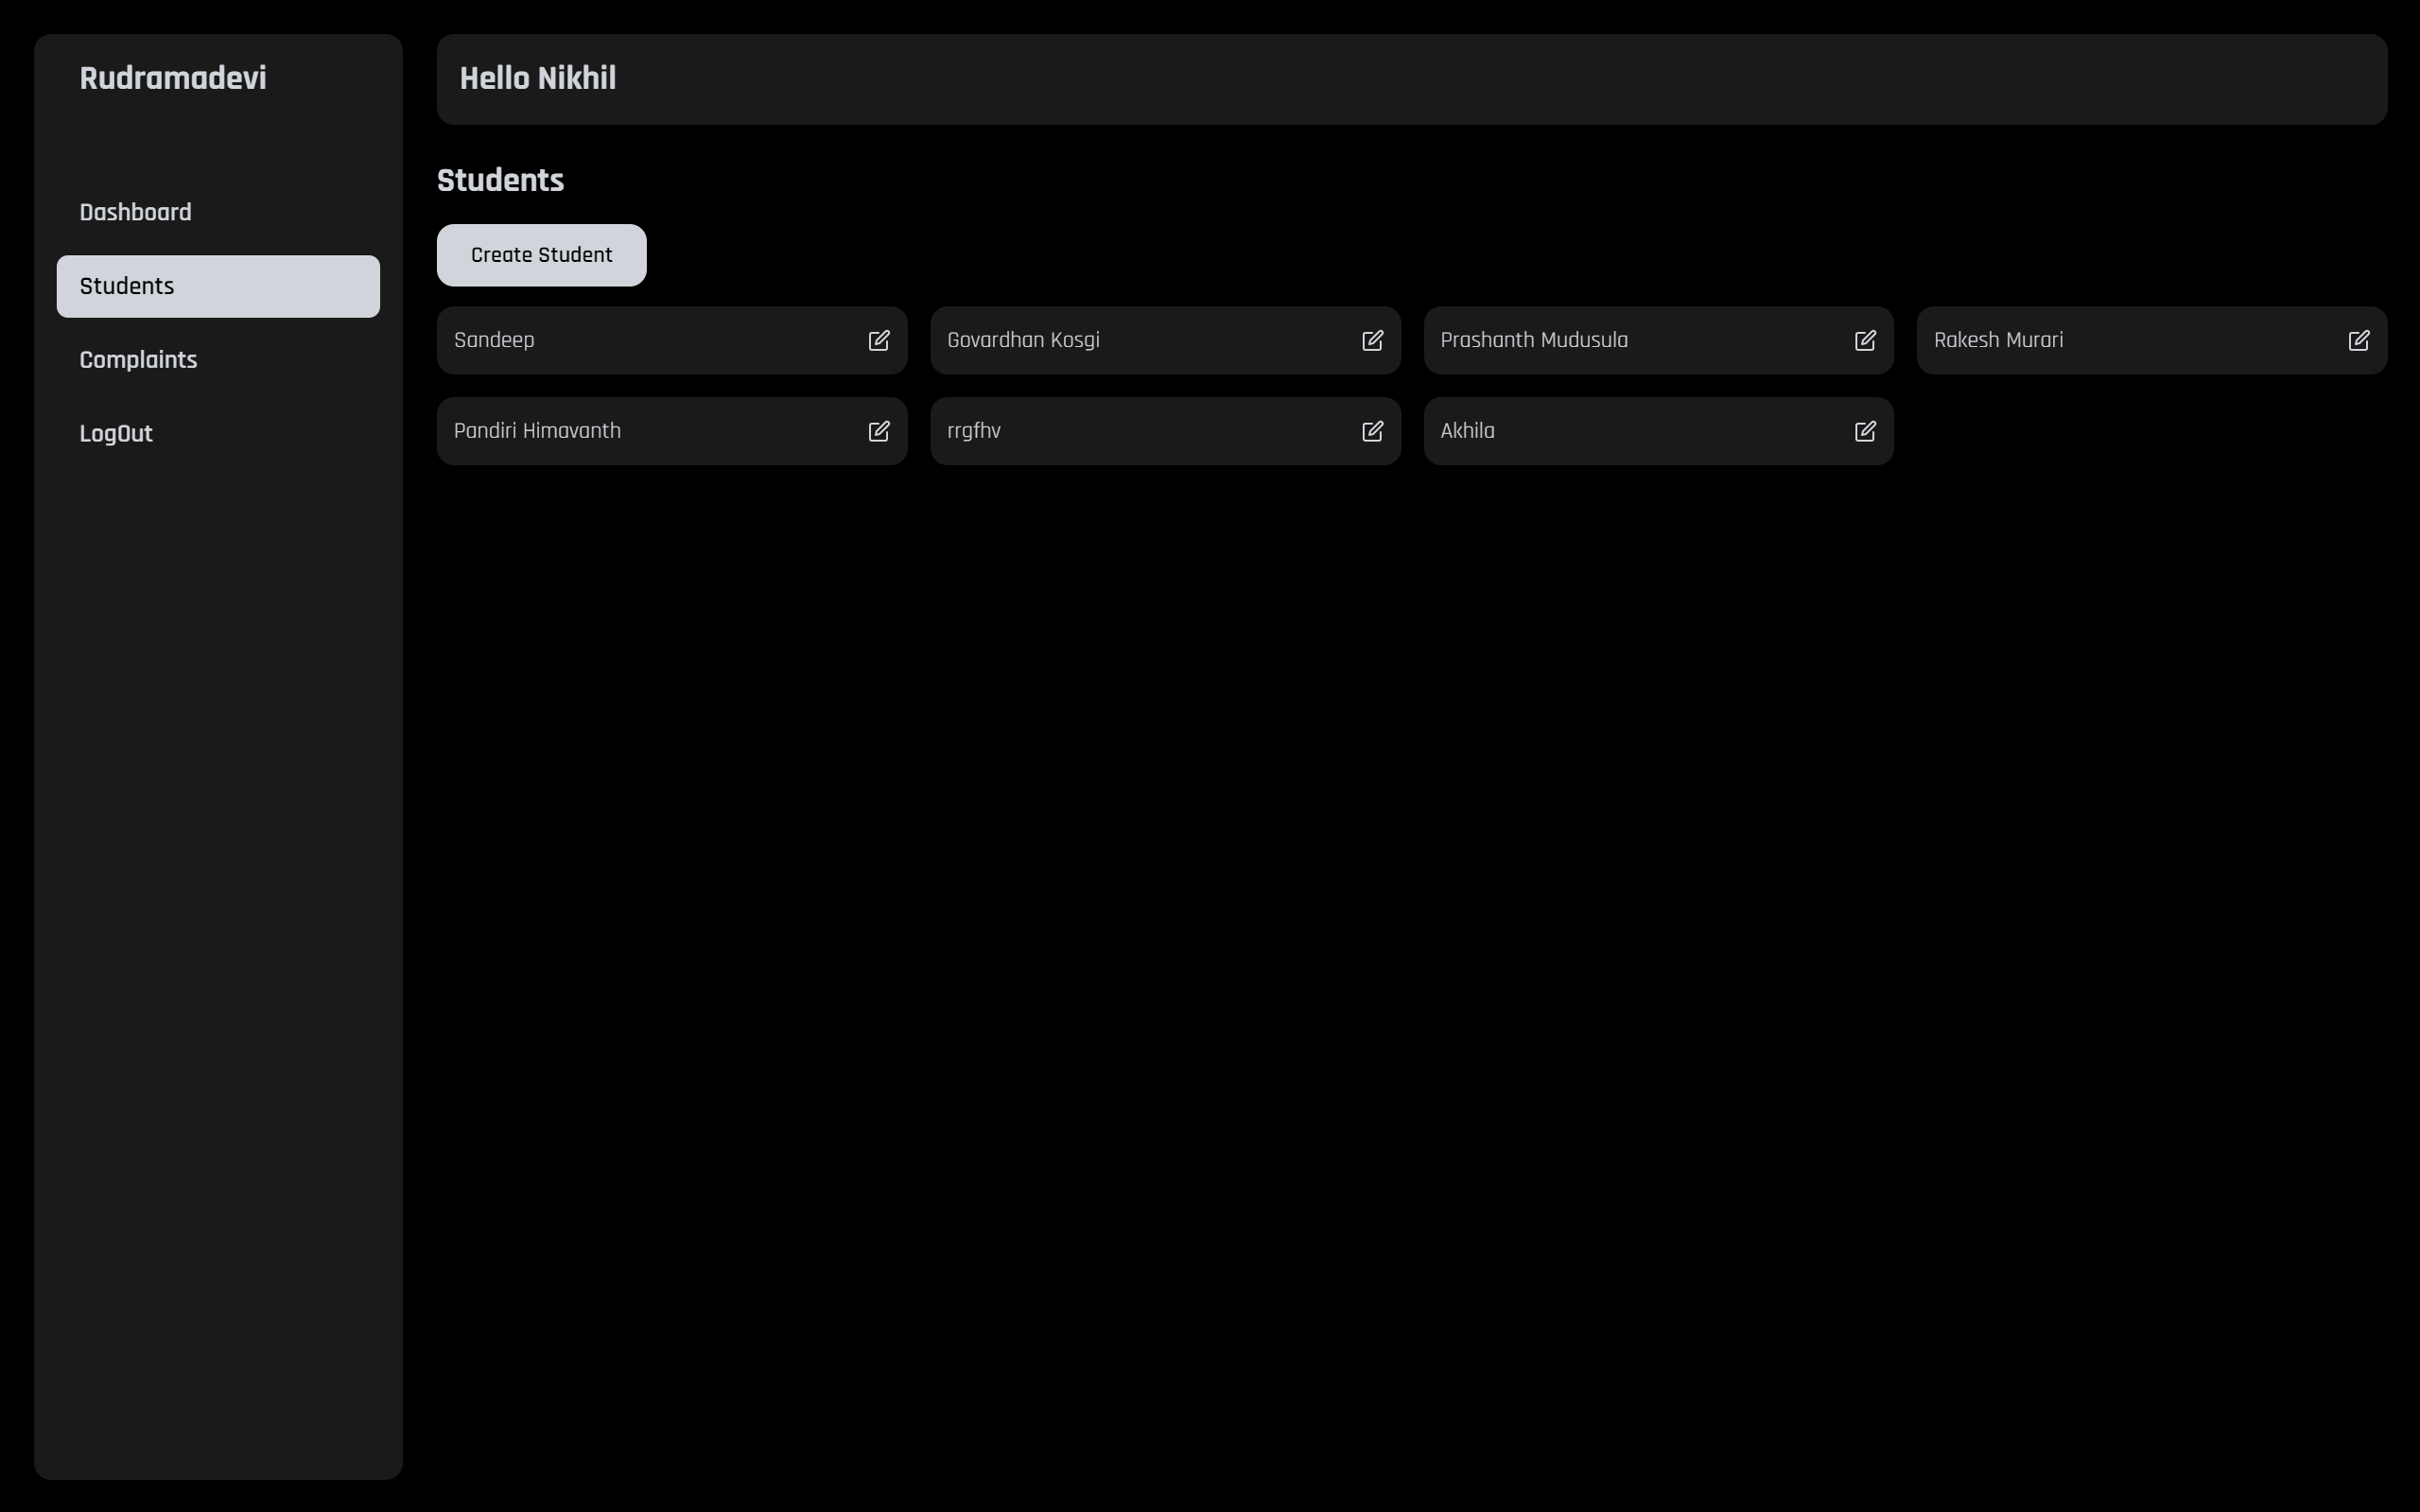 Rudramadevi
Dashboard
Students
Complaints
LogOut
Hello Nikhil
Students
Create Student
Sandeep
Govardhan Kosgi
Prashanth Mudusula
Rakesh Murari
Pandiri Himavanth
rrgfhv
Akhila